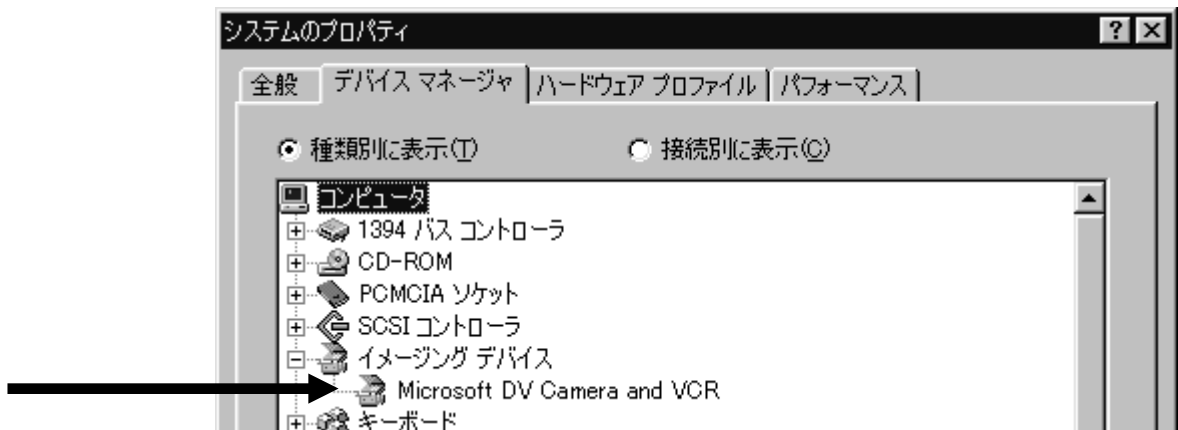 システムのプロパティ
全般 デバイス マネージャ ハードウェア プロファイル パフォーマンス
種類別に表示(T) 接続別に表示(C)
コンピュータ
1394 バス コントローラ
CD-ROM
PCMCIA ソケット
SCSI コントローラ
イメージング デバイス
Microsoft DV Camera and VCR
キーボード